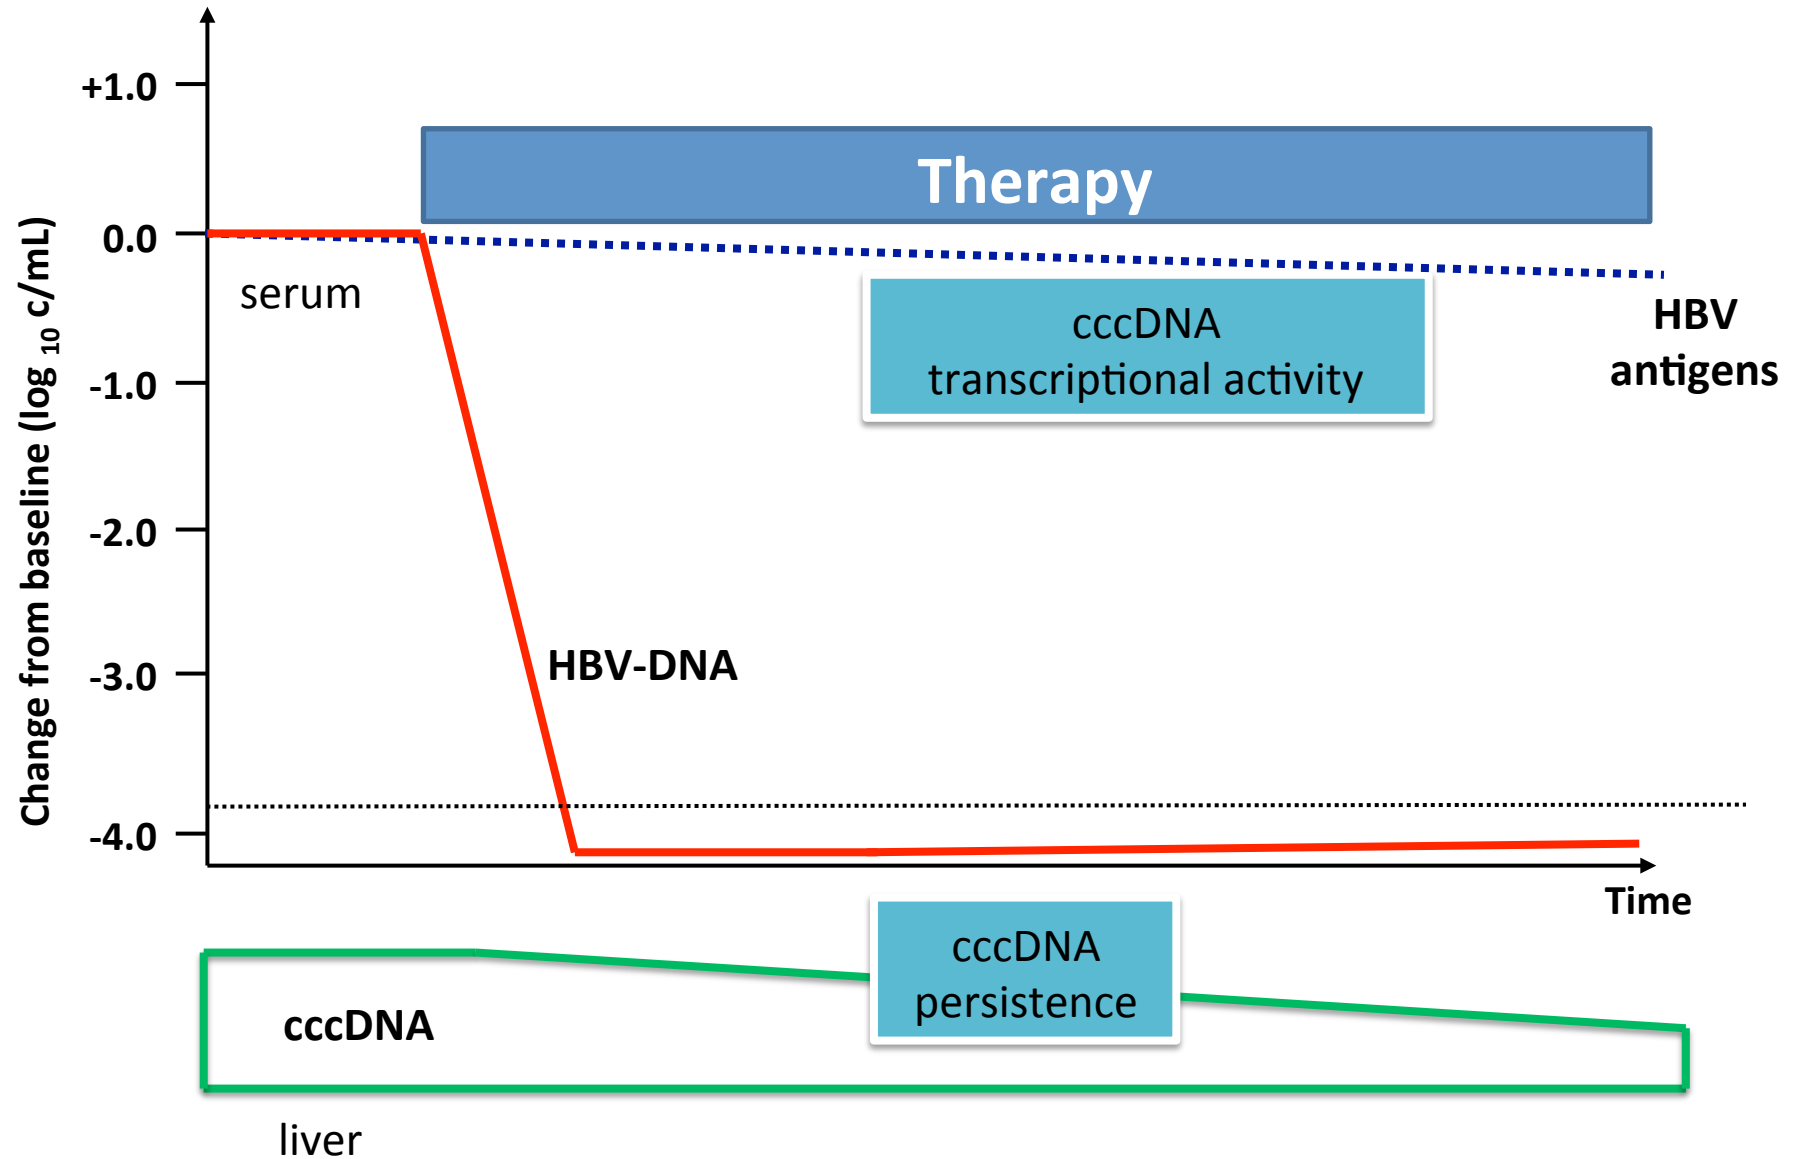 +1.0
Therapy
0.0
serum
cccDNA
transcriptional activity
HBV
antigens
-1.0
-2.0
HBV-DNA
-3.0
-4.0
Change from baseline (log 10 c/mL)
Time
cccDNA
persistence
cccDNA
liver